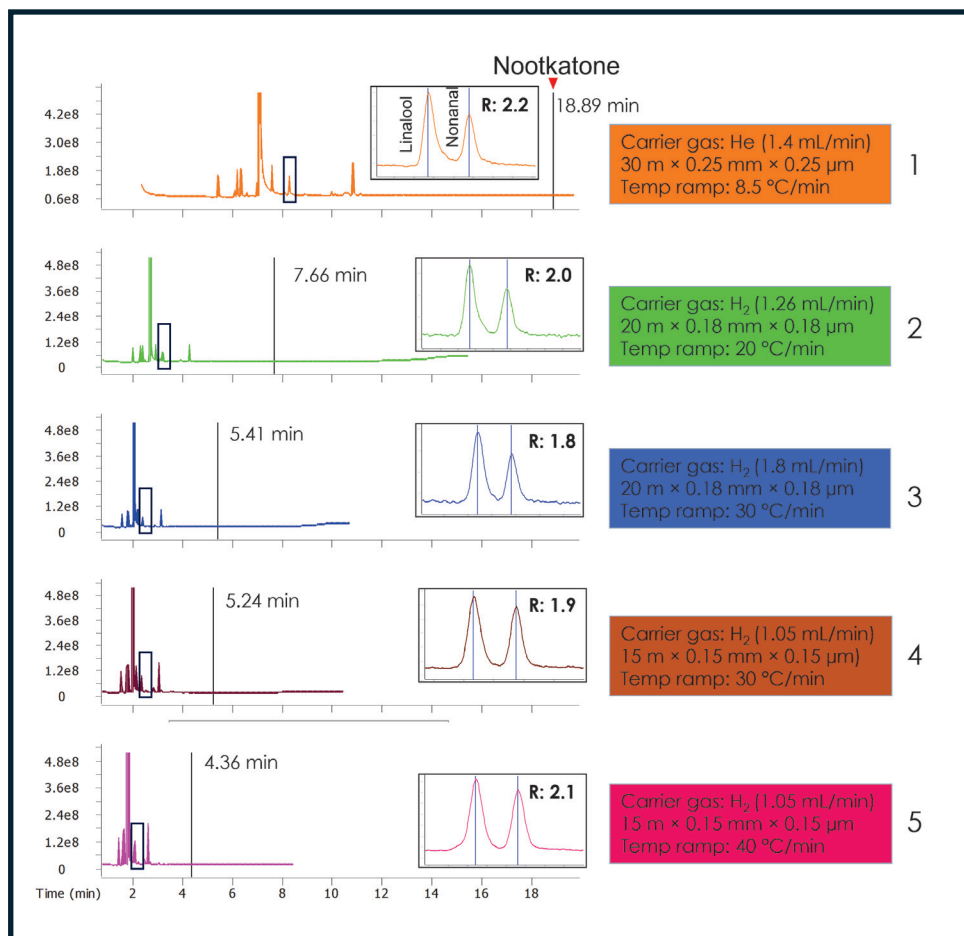 Nootkatone
18.89 min
4.2e8
3.0e8
1.8e8
0.6e8
Linalool
Nonanal
R: 2.2
Carrier gas: He (1.4 mL/min)
30 m × 0.25 mm × 0.25 µm
Temp ramp: 8.5 °C/min
1
4.8e8
3.6e8
2.4e8
1.2e8
0
7.66 min
R: 2.0
Carrier gas: H₂ (1.26 mL/min)
20 m × 0.18 mm × 0.18 µm
Temp ramp: 20 °C/min
2
4.8e8
3.6e8
2.4e8
1.2e8
0
5.41 min
R: 1.8
Carrier gas: H₂ (1.8 mL/min)
20 m × 0.18 mm × 0.18 µm
Temp ramp: 30 °C/min
3
4.8e8
3.6e8
2.4e8
1.2e8
0
5.24 min
R: 1.9
Carrier gas: H₂ (1.05 mL/min)
15 m × 0.15 mm × 0.15 µm)
Temp ramp: 30 °C/min
4
4.8e8
3.6e8
2.4e8
1.2e8
0
4.36 min
R: 2.1
Carrier gas: H₂ (1.05 mL/min)
15 m × 0.15 mm × 0.15 µm
Temp ramp: 40 °C/min
5
Time (min) 2 4 6 8 10 12 14 16 18